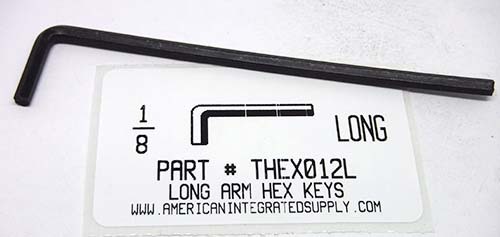 1/8 LONG
PART # THEX012L
LONG ARM HEX KEYS
WWW.AMERICANINTEGRATEDSUPPLY.COM